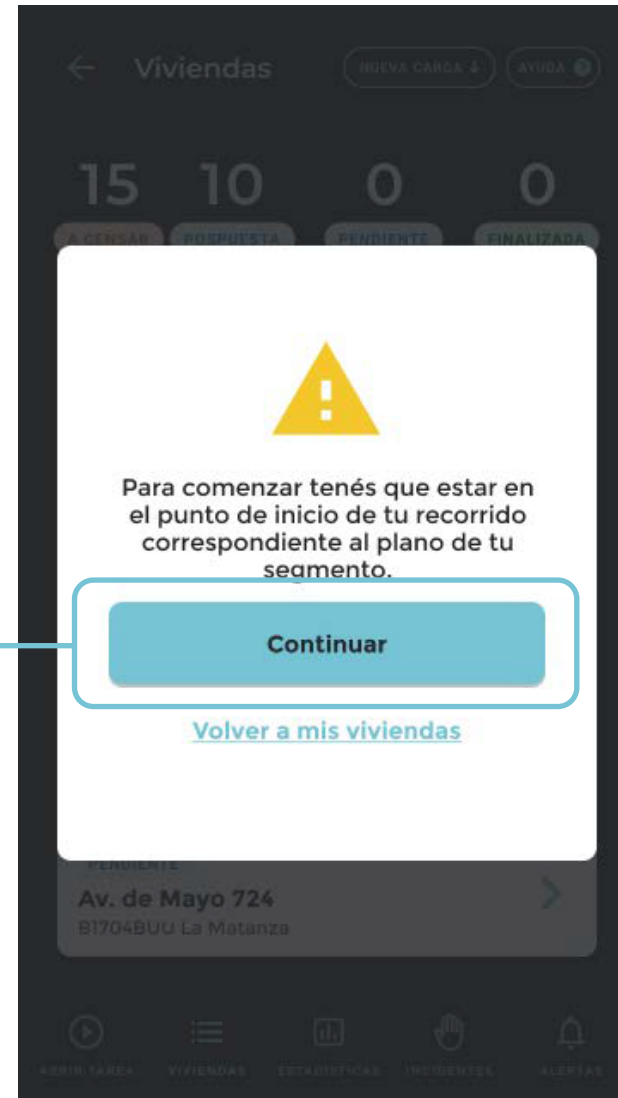 Viviendas
NUEVA CARGA
AYUDA
15 10 0 0
A CENSAR POSPUESTA PENDIENTE FINALIZADA
Para comenzar tenés que estar en
el punto de inicio de tu recorrido
correspondiente al plano de tu
segmento.
Continuar
Volver a mis viviendas
PENDIENTE
Av. de Mayo 724
B1704BUU La Matanza
ABRIR TAREA VIVIENDAS ESTADÍSTICAS INCIDENTES ALERTAS